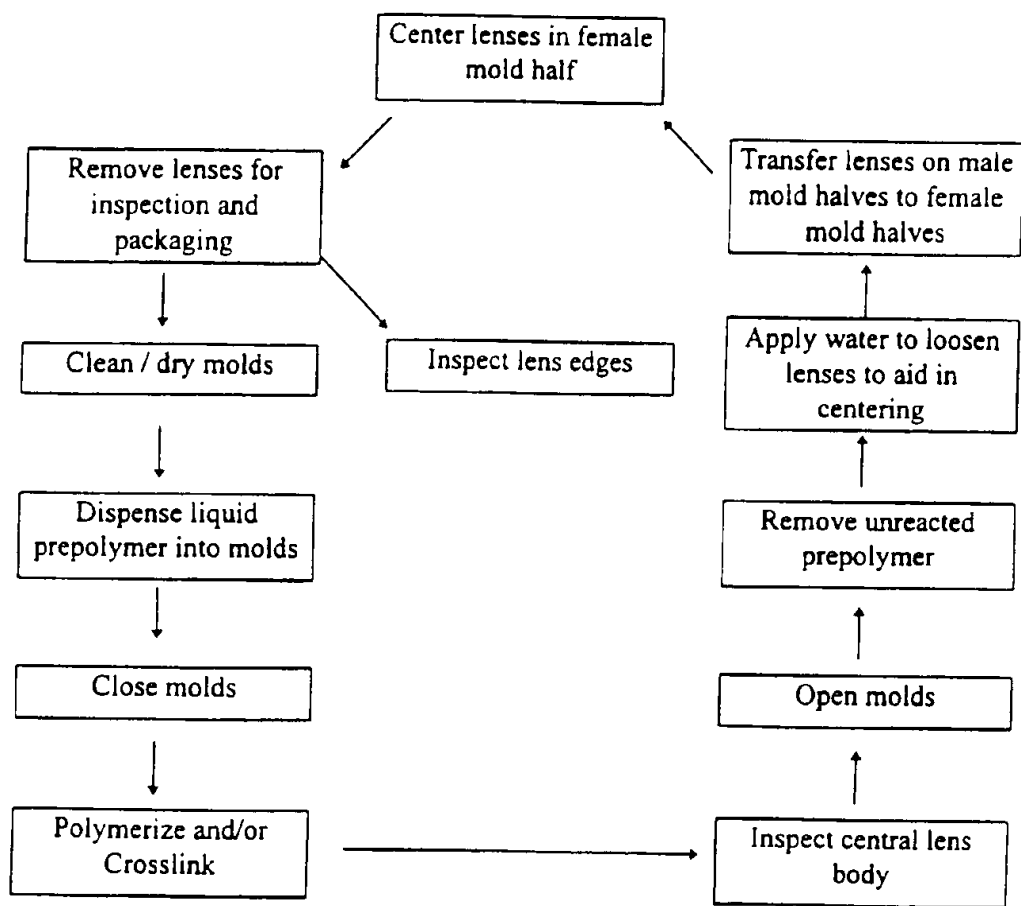 Center lenses in female
mold half
Remove lenses for
inspection and
packaging
Transfer lenses on male
mold halves to female
mold halves
Clean / dry molds
Inspect lens edges
Apply water to loosen
lenses to aid in
centering
Dispense liquid
prepolymer into molds
Remove unreacted
prepolymer
Close molds
Open molds
Polymerize and/or
Crosslink
Inspect central lens
body